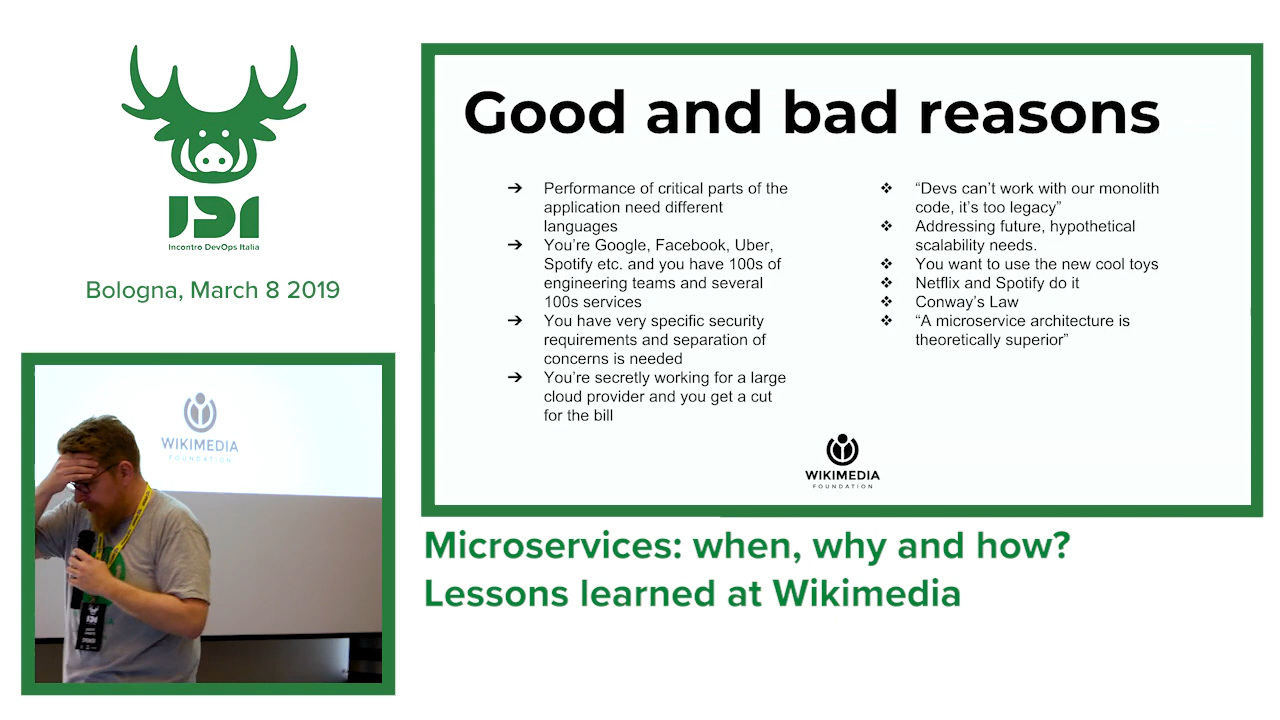 IDI
Incontro DevOps Italia
Bologna, March 8 2019
WIKIMEDIA
FOUNDATION
Good and bad reasons
➔ Performance of critical parts of the
application need different
languages
➔ You’re Google, Facebook, Uber,
Spotify etc. and you have 100s of
engineering teams and several
100s services
➔ You have very specific security
requirements and separation of
concerns is needed
➔ You’re secretly working for a large
cloud provider and you get a cut
for the bill
❖ “Devs can’t work with our monolith
code, it’s too legacy”
❖ Addressing future, hypothetical
scalability needs.
❖ You want to use the new cool toys
❖ Netflix and Spotify do it
❖ Conway’s Law
❖ “A microservice architecture is
theoretically superior”
WIKIMEDIA
FOUNDATION
Microservices: when, why and how?
Lessons learned at Wikimedia